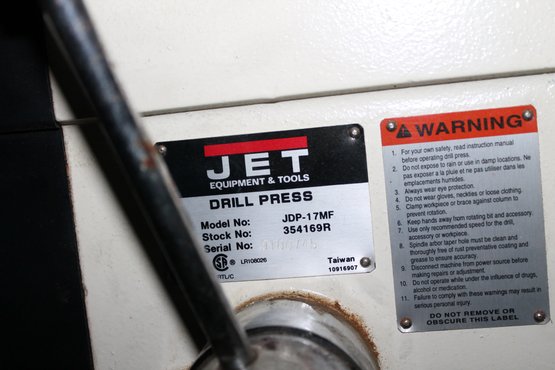 JET
EQUIPMENT & TOOLS
DRILL PRESS
Model No: JDP-17MF
Stock No: 354169R
Serial No:
LR108026
RTL/C
Taiwan
10916907
WARNING
1. For your own safety, read instruction manual
before operating drill press.
2. Do not expose to rain or use in damp locations. Ne
pas exposer a la pluie et ne pas utiliser dans les
emplacements humides.
3. Always wear eye protection.
4. Do not wear gloves, neckties or loose clothing.
5. Clamp workpiece or brace against column to
prevent rotation.
6. Keep hands away from rotating bit and accessory.
7. Use only recommended speed for the drill,
accessory or workpiece.
8. Spindle arbor taper hole must be clean and
thoroughly free of rust preventative coating and
grease to ensure accuracy.
9. Disconnect machine from power source before
making repairs or adjustment.
10. Do not operate while under the influence of drugs,
alcohol or medication.
11. Failure to comply with these warnings may result in
serious personal injury.
DO NOT REMOVE OR
OBSCURE THIS LABEL